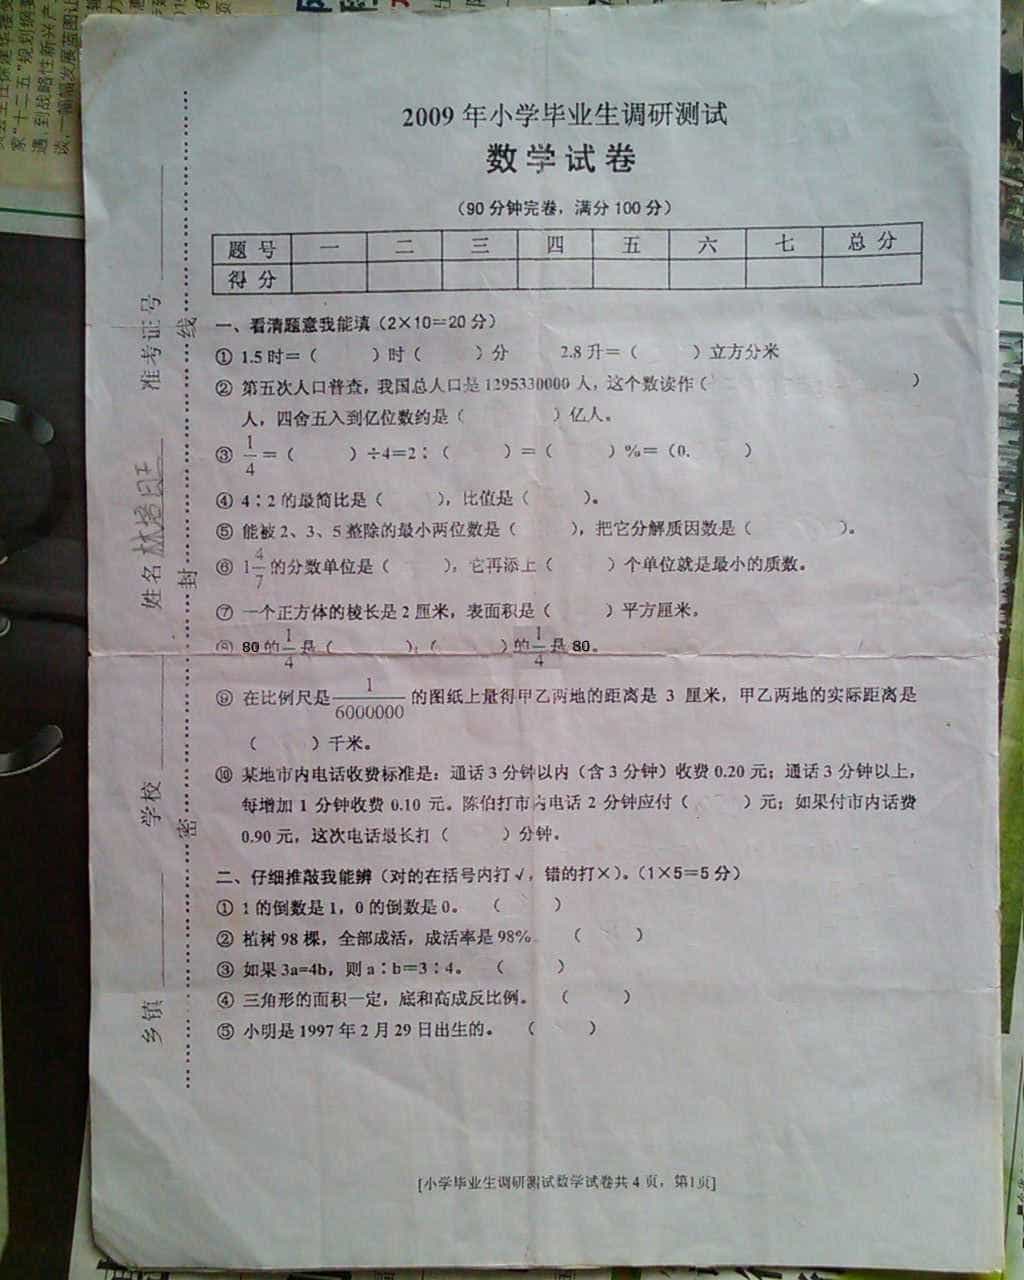 2009 年小学毕业生调研测试
数学试卷
（90 分钟完卷，满分 100 分）
题 号 一 二 三 四 五 六 七 总 分
得 分
一、看清题意我能填（2×10＝20 分）
① 1.5 时＝（ ）时（ ）分 2.8 升＝（ ）立方分米
② 第五次人口普查，我国总人口是 1295330000 人，这个数读作（ ）
人，四舍五入到亿位数约是（ ）亿人。
③ 1/4 ＝（ ）÷4＝2∶（ ）＝（ ）%＝（0. ）
④ 4∶2 的最简比是（ ），比值是（ ）。
⑤ 能被 2、3、5 整除的最小两位数是（ ），把它分解质因数是（ ）。
⑥ 1 4/7 的分数单位是（ ），它再添上（ ）个单位就是最小的质数。
⑦ 一个正方体的棱长是 2 厘米，表面积是（ ）平方厘米。
⑧ 80 的 1/4 是（ ）；（ ）的 1/4 是 80。
⑨ 在比例尺是 1/6000000 的图纸上量得甲乙两地的距离是 3 厘米，甲乙两地的实际距离是
（ ）千米。
⑩ 某地市内电话收费标准是：通话 3 分钟以内（含 3 分钟）收费 0.20 元；通话 3 分钟以上，
每增加 1 分钟收费 0.10 元。陈伯打市内电话 2 分钟应付（ ）元；如果付市内话费
0.90 元，这次电话最长打（ ）分钟。
二、仔细推敲我能辨（对的在括号内打√，错的打×）。（1×5＝5 分）
① 1 的倒数是 1，0 的倒数是 0。 （ ）
② 植树 98 棵，全部成活，成活率是 98%。 （ ）
③ 如果 3a=4b，则 a∶b＝3∶4。 （ ）
④ 三角形的面积一定，底和高成反比例。 （ ）
⑤ 小明是 1997 年 2 月 29 日出生的。 （ ）
[小学毕业生调研测试数学试卷共 4 页，第1页]
乡镇 学校 姓名 准考证号
密 封 线